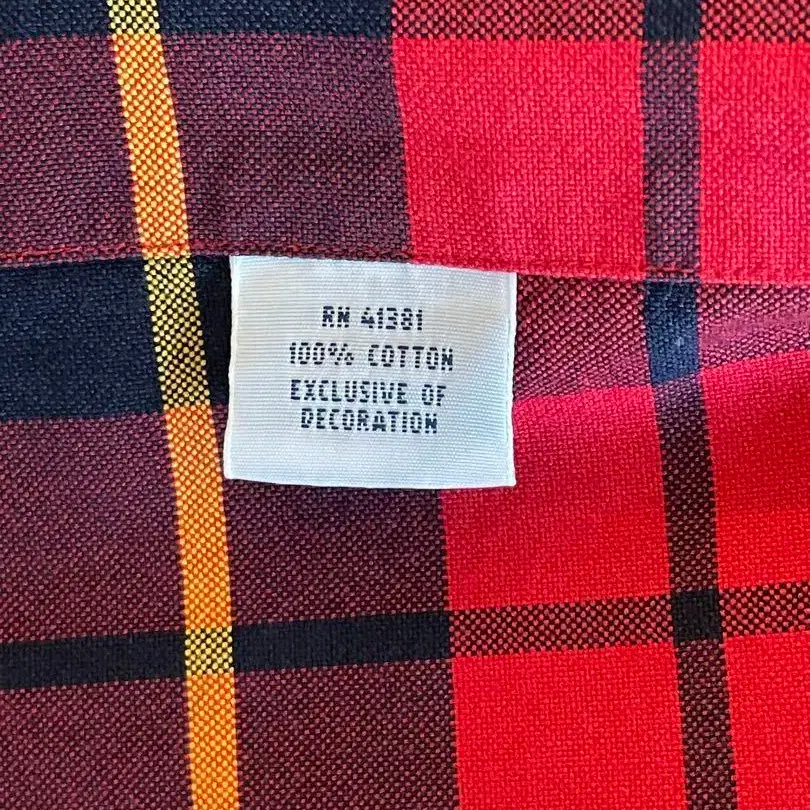 RN 41381
100% COTTON
EXCLUSIVE OF
DECORATION